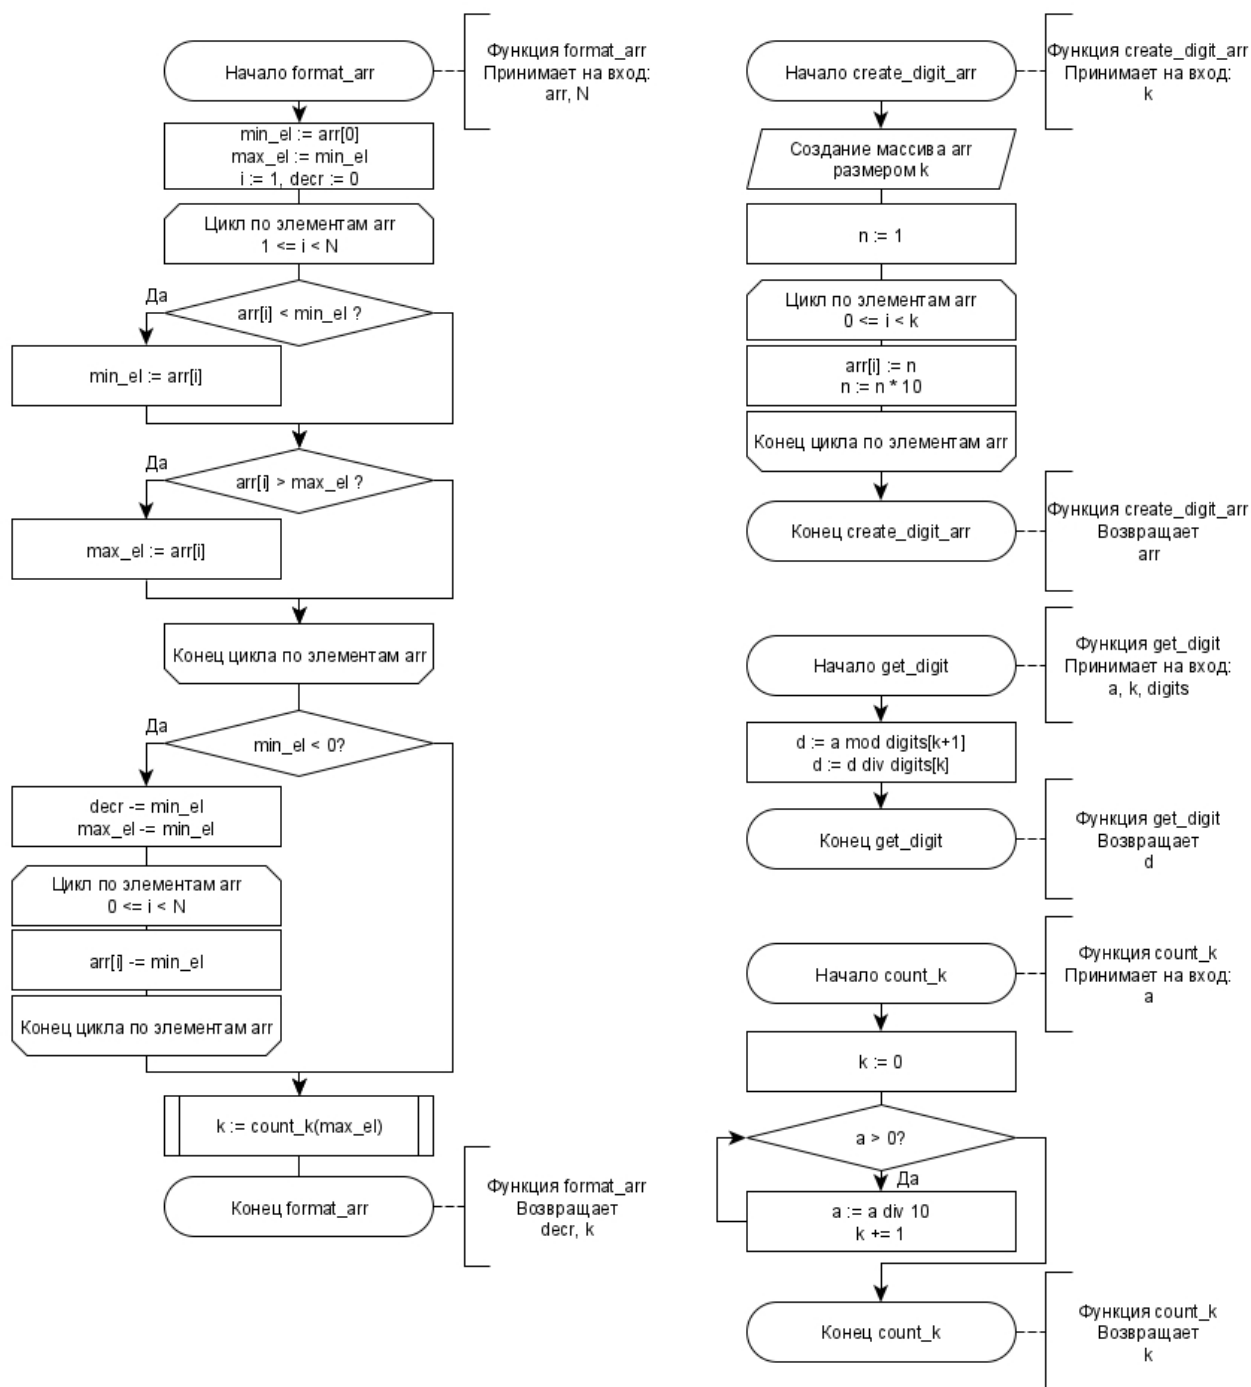 Начало format_arr
Функция format_arr
Принимает на вход:
arr, N
min_el := arr[0]
max_el := min_el
i := 1, decr := 0
Цикл по элементам arr
1 <= i < N
Да
arr[i] < min_el ?
min_el := arr[i]
Да
arr[i] > max_el ?
max_el := arr[i]
Конец цикла по элементам arr
Да
min_el < 0?
decr -= min_el
max_el -= min_el
Цикл по элементам arr
0 <= i < N
arr[i] -= min_el
Конец цикла по элементам arr
k := count_k(max_el)
Конец format_arr
Функция format_arr
Возвращает
decr, k
Начало create_digit_arr
Функция create_digit_arr
Принимает на вход:
k
Создание массива arr
размером k
n := 1
Цикл по элементам arr
0 <= i < k
arr[i] := n
n := n * 10
Конец цикла по элементам arr
Конец create_digit_arr
Функция create_digit_arr
Возвращает
arr
Начало get_digit
Функция get_digit
Принимает на вход:
a, k, digits
d := a mod digits[k+1]
d := d div digits[k]
Конец get_digit
Функция get_digit
Возвращает
d
Начало count_k
Функция count_k
Принимает на вход:
a
k := 0
a > 0?
Да
a := a div 10
k += 1
Конец count_k
Функция count_k
Возвращает
k